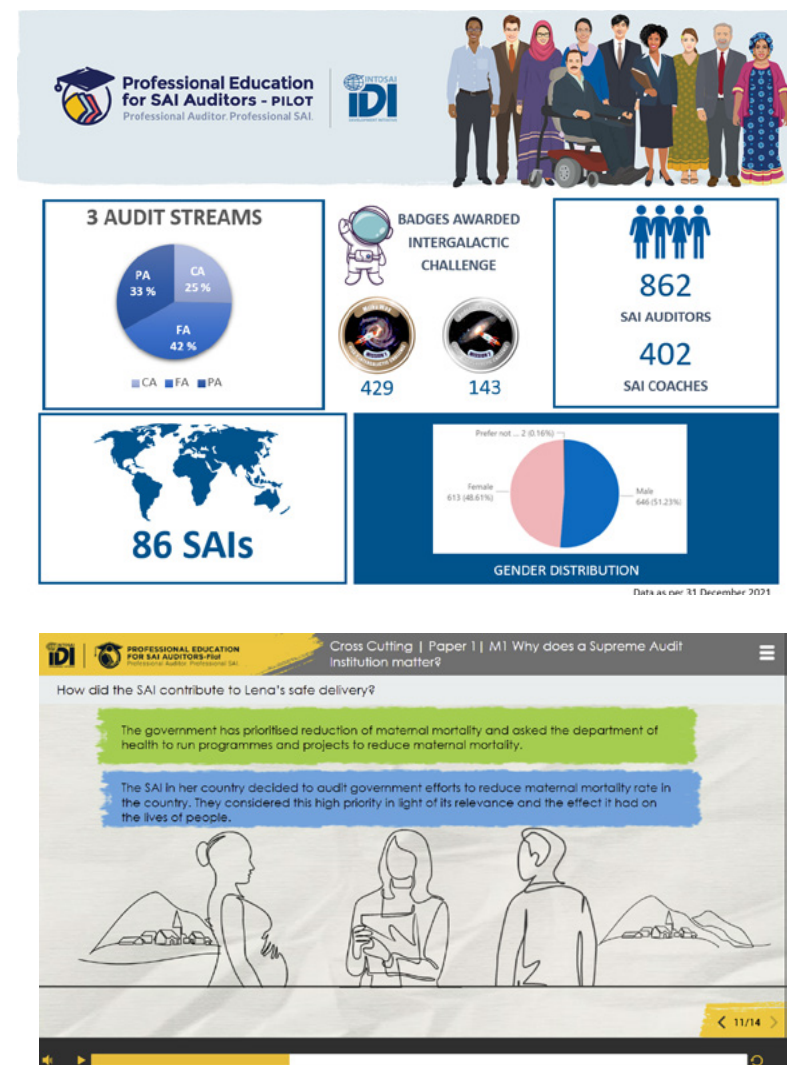 Professional Education
for SAI Auditors - PILOT
Professional Auditor. Professional SAI.
INTOSAI
IDI
DEVELOPMENT INITIATIVE
3 AUDIT STREAMS
PA
33 %
CA
25 %
FA
42 %
CA FA PA
BADGES AWARDED
INTERGALACTIC
CHALLENGE
MISSION 1
429
143
862
SAI AUDITORS
402
SAI COACHES
86 SAIs
Prefer not ... 2 (0.16%)
Female
613 (48.61%)
Male
646 (51.23%)
GENDER DISTRIBUTION
Data as per 31 December 2021
INTOSAI
IDI
PROFESSIONAL EDUCATION
FOR SAI AUDITORS-Pilot
Professional Auditor. Professional SAI.
Cross Cutting | Paper 1| M1 Why does a Supreme Audit
Institution matter?
How did the SAI contribute to Lena's safe delivery?
The government has prioritised reduction of maternal mortality and asked the department of
health to run programmes and projects to reduce maternal mortality.
The SAI in her country decided to audit government efforts to reduce maternal mortality rate in
the country. They considered this high priority in light of its relevance and the effect it had on
the lives of people.
11/14